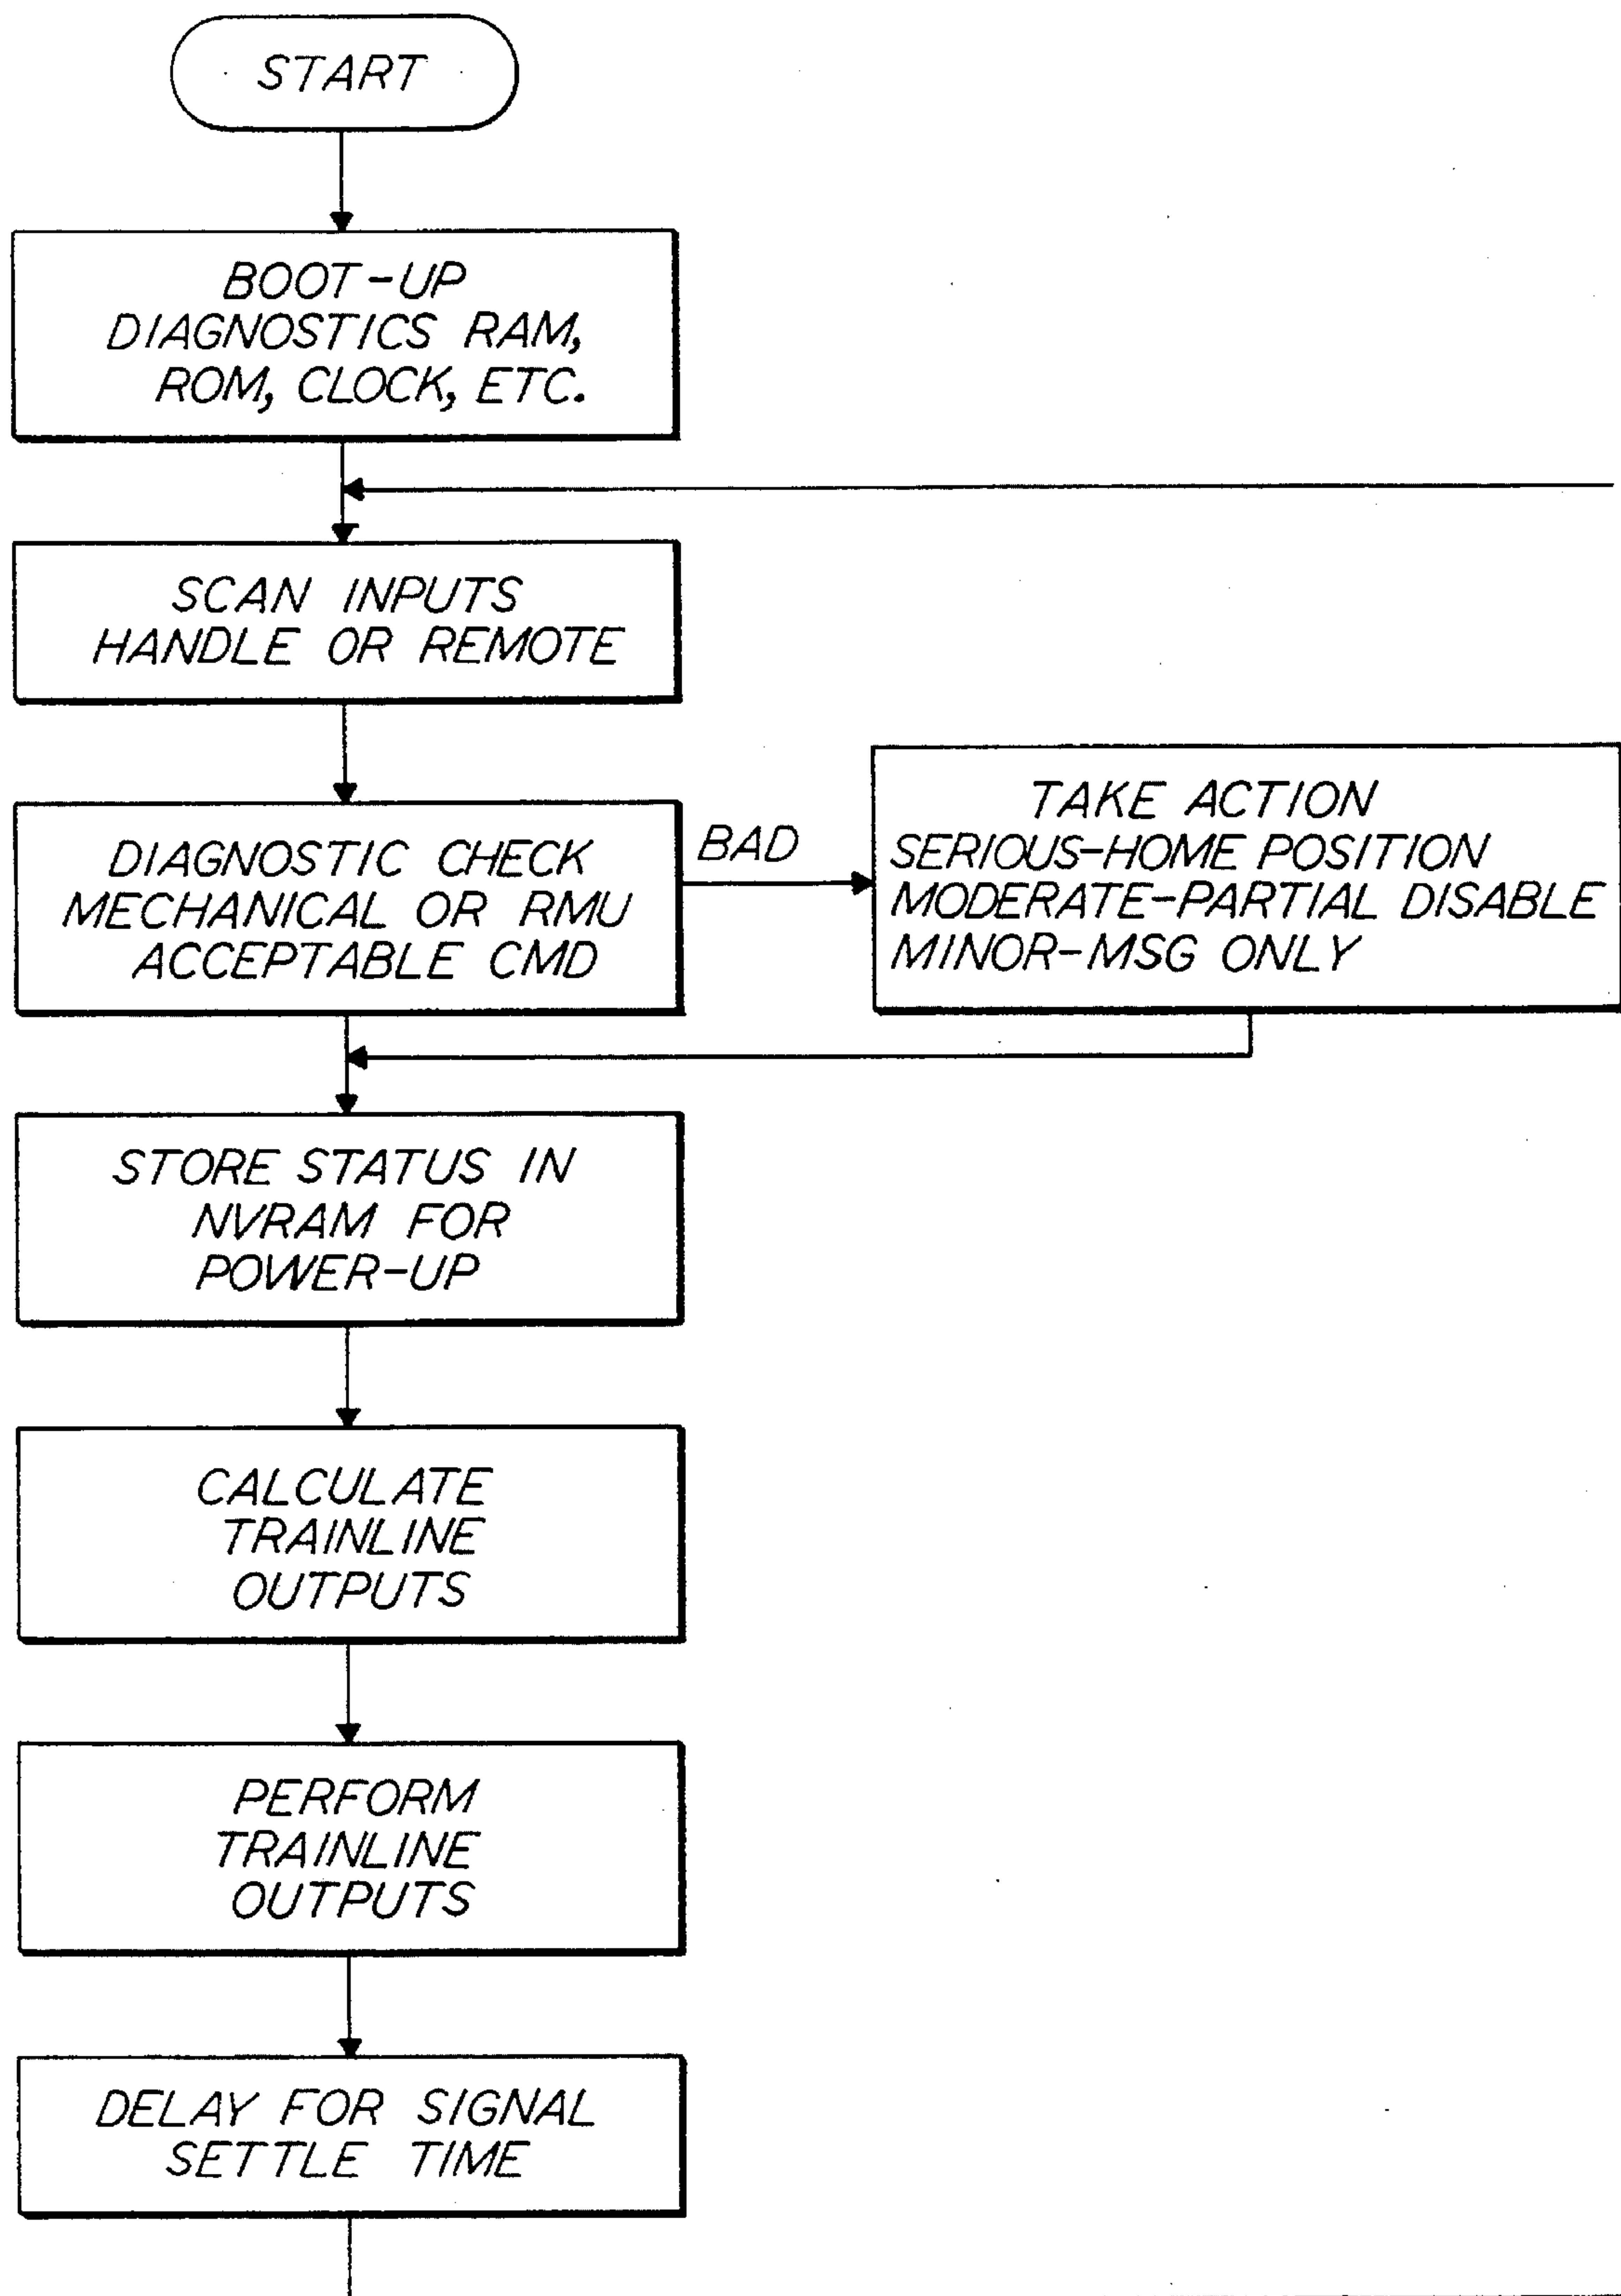 START
BOOT-UP
DIAGNOSTICS RAM,
ROM, CLOCK, ETC.
SCAN INPUTS
HANDLE OR REMOTE
DIAGNOSTIC CHECK
MECHANICAL OR RMU
ACCEPTABLE CMD
BAD
TAKE ACTION
SERIOUS-HOME POSITION
MODERATE-PARTIAL DISABLE
MINOR-MSG ONLY
STORE STATUS IN
NVRAM FOR
POWER-UP
CALCULATE
TRAINLINE
OUTPUTS
PERFORM
TRAINLINE
OUTPUTS
DELAY FOR SIGNAL
SETTLE TIME